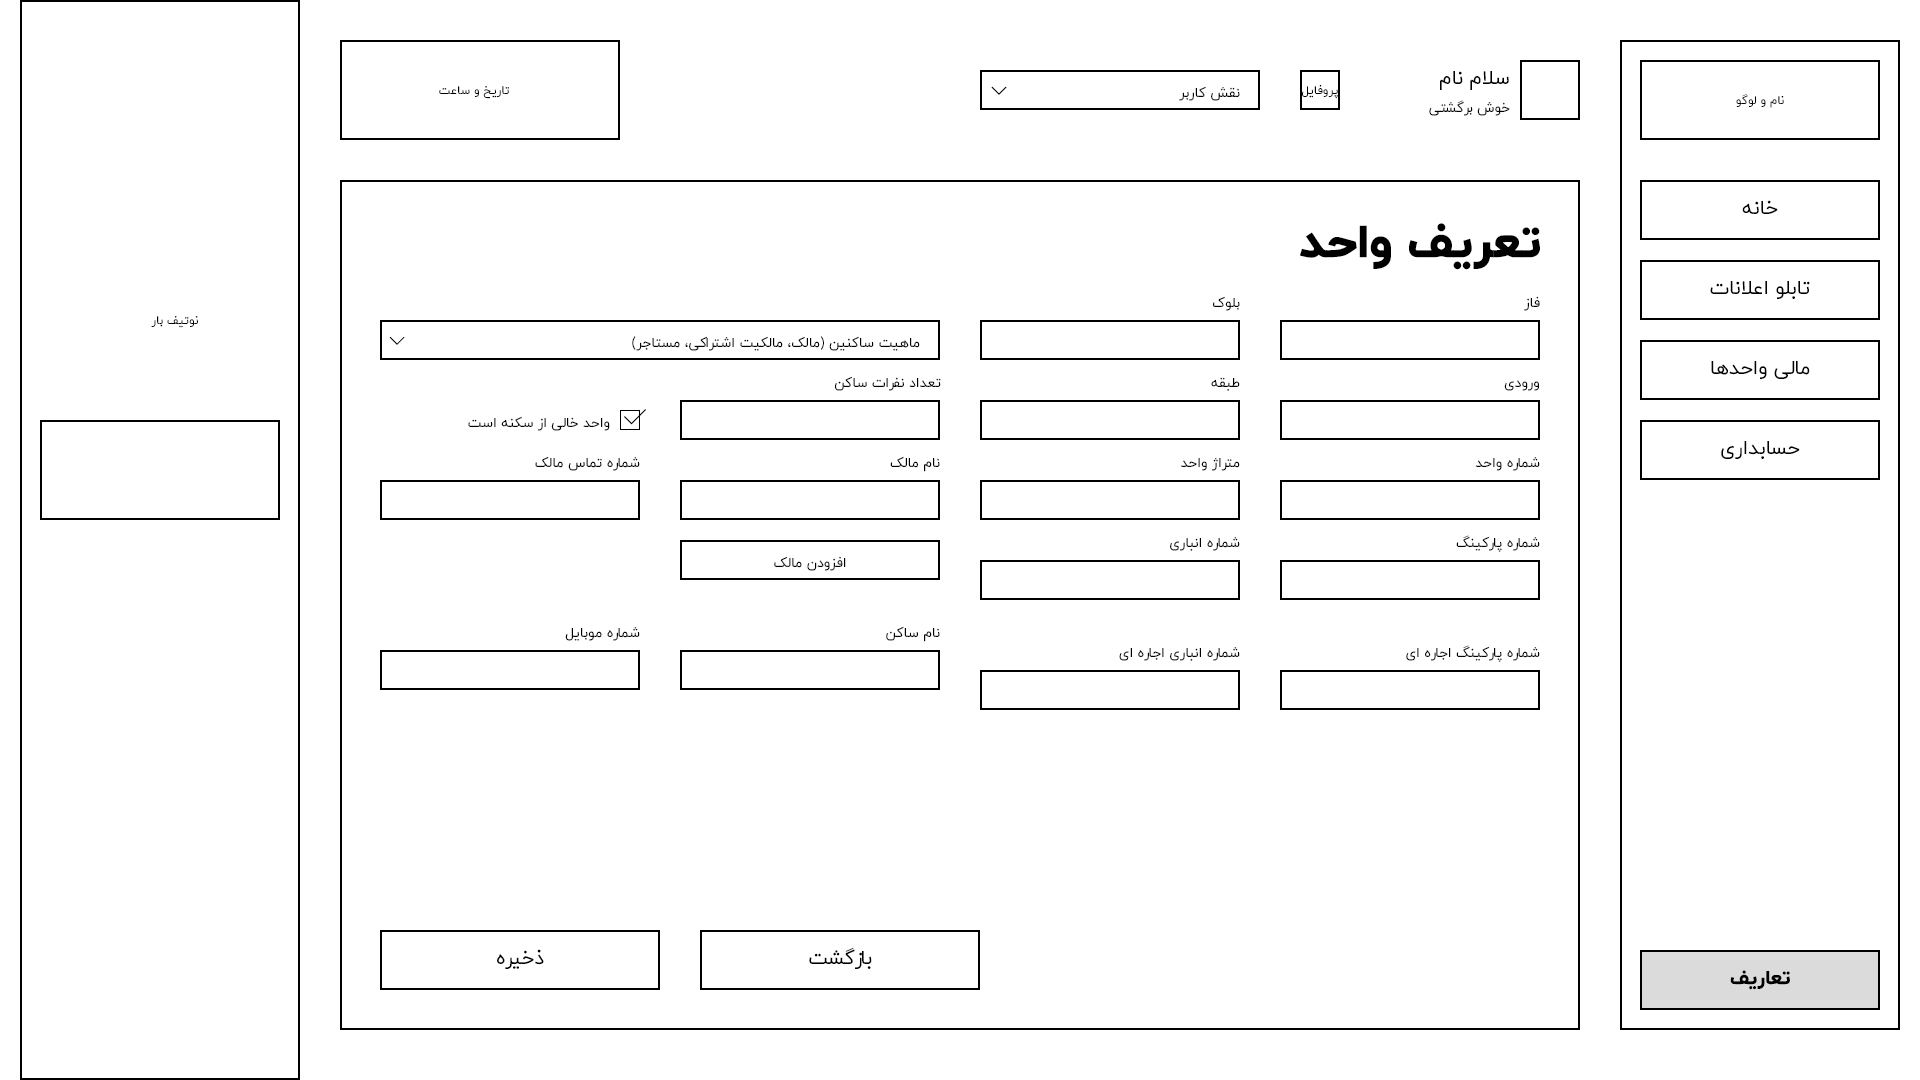 نام و لوگو
خانه
تابلو اعلانات
مالی واحدها
حسابداری
تعاریف
سلام نام
خوش برگشتی
پروفایل
نقش کاربر
تاریخ و ساعت
تعریف واحد
فاز
بلوک
ماهیت ساکنین (مالک، مالکیت اشتراکی، مستاجر)
ورودی
طبقه
تعداد نفرات ساکن
واحد خالی از سکنه است
شماره واحد
متراژ واحد
نام مالک
شماره تماس مالک
شماره پارکینگ
شماره انباری
افزودن مالک
شماره پارکینگ اجاره ای
شماره انباری اجاره ای
نام ساکن
شماره موبایل
بازگشت
ذخیره
نوتیف بار